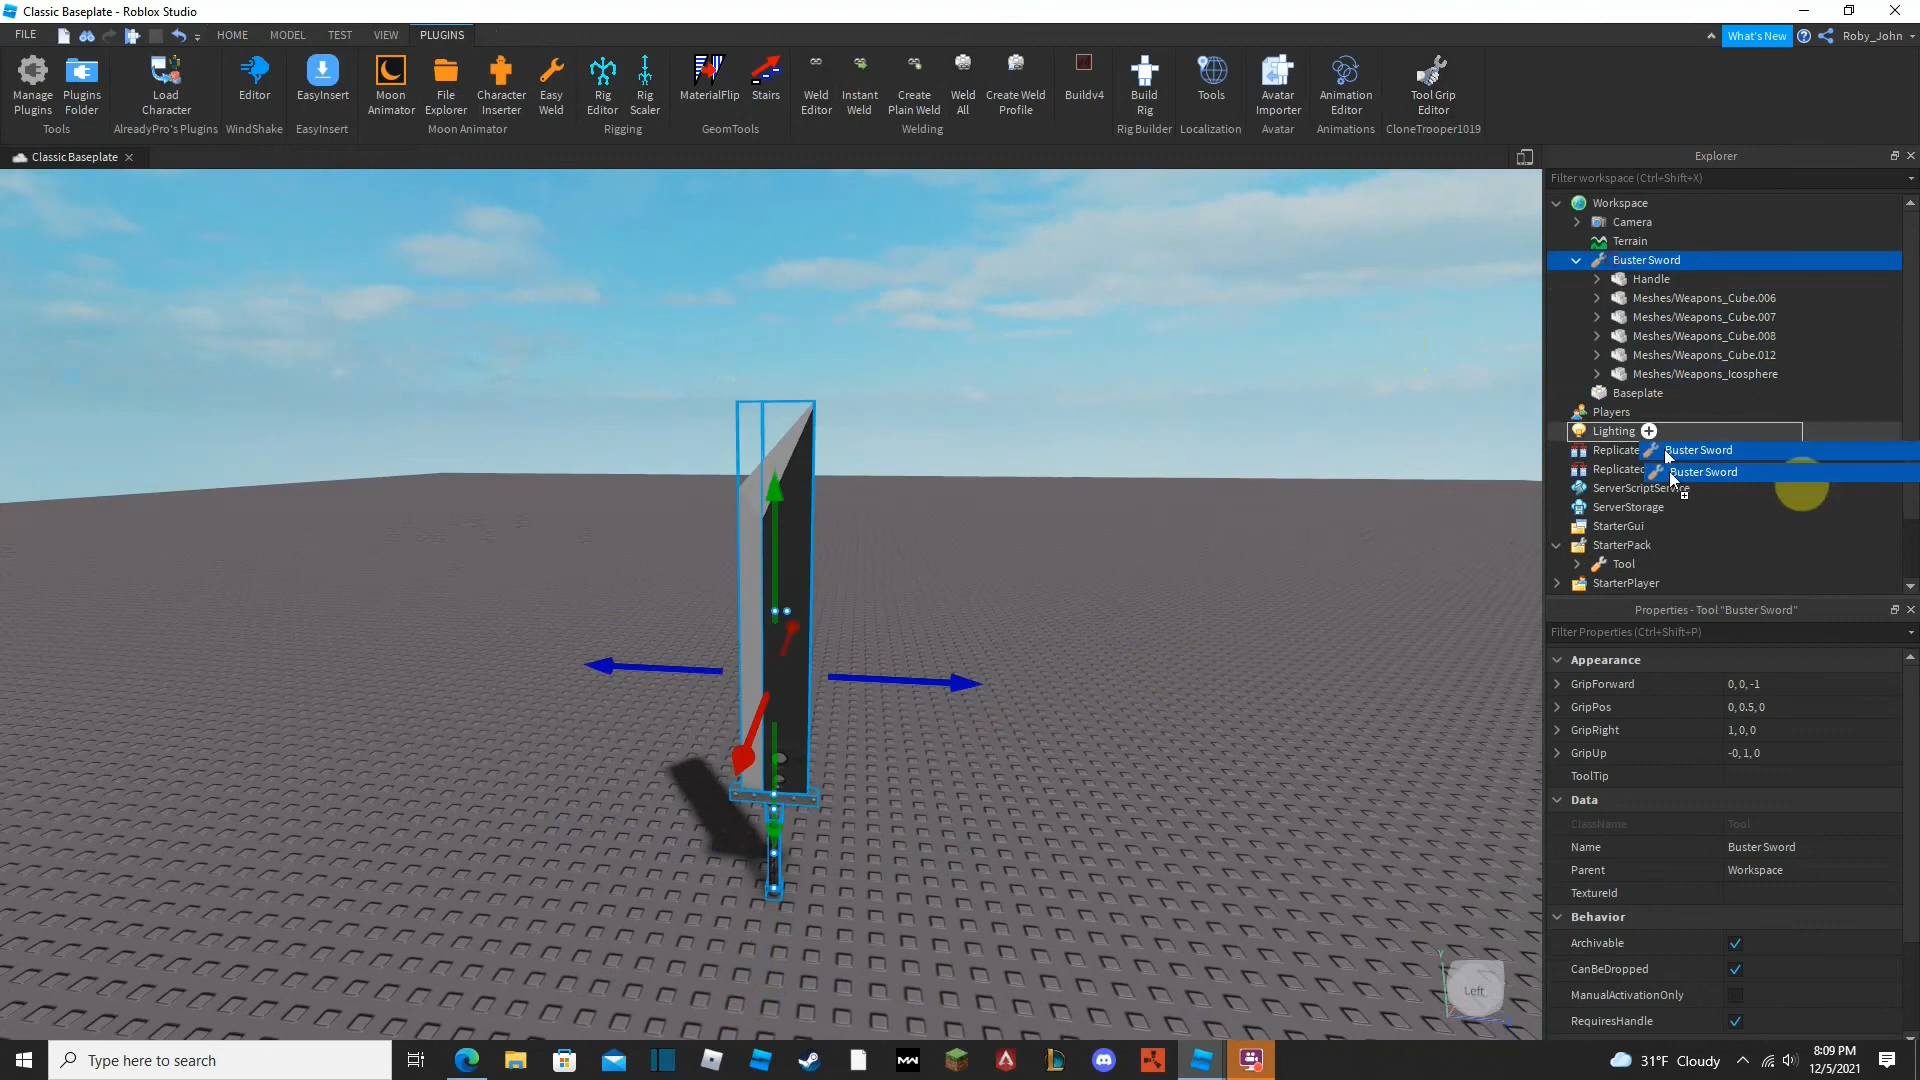 Classic Baseplate - Roblox Studio
FILE HOME MODEL TEST VIEW PLUGINS What's New Roby_John
Manage Plugins
Plugins Folder
Load Character
Editor
EasyInsert
Moon Animator
File Explorer
Character Inserter
Easy Weld
Rig Editor
Rig Scaler
MaterialFlip
Stairs
Weld Editor
Instant Weld
Create Plain Weld
Weld All
Create Weld Profile
Buildv4
Build Rig
Tools
Avatar Importer
Animation Editor
Tool Grip Editor
Tools AlreadyPro's Plugins WindShake EasyInsert Moon Animator Rigging GeomTools Welding Rig Builder Localization Avatar Animations CloneTrooper1019
Classic Baseplate
Explorer
Filter workspace (Ctrl+Shift+X)
Workspace
Camera
Terrain
Buster Sword
Handle
Meshes/Weapons_Cube.006
Meshes/Weapons_Cube.007
Meshes/Weapons_Cube.008
Meshes/Weapons_Cube.012
Meshes/Weapons_Icosphere
Baseplate
Players
Lighting
Replicate Buster Sword
Replicated Buster Sword
ServerScriptService
ServerStorage
StarterGui
StarterPack
Tool
StarterPlayer
Properties - Tool "Buster Sword"
Filter Properties (Ctrl+Shift+P)
Appearance
GripForward 0, 0, -1
GripPos 0, 0.5, 0
GripRight 1, 0, 0
GripUp -0, 1, 0
ToolTip
Data
ClassName Tool
Name Buster Sword
Parent Workspace
TextureId
Behavior
Archivable
CanBeDropped
ManualActivationOnly
RequiresHandle
Left
Y
Type here to search
31°F Cloudy
8:09 PM
12/5/2021